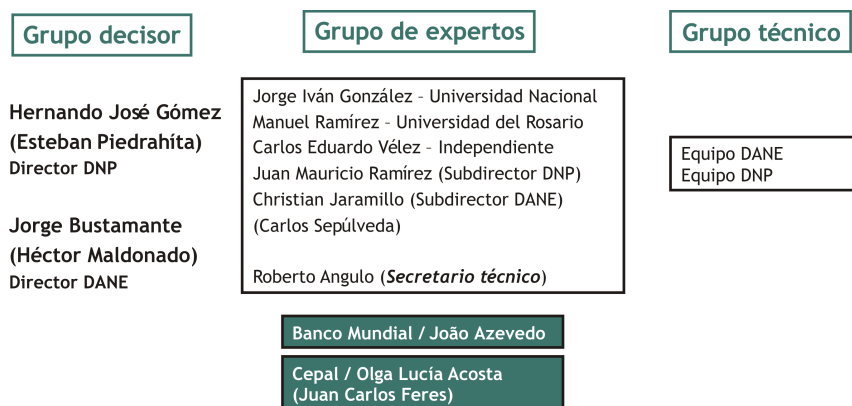 Grupo decisor
Grupo de expertos
Grupo técnico
Hernando José Gómez
(Esteban Piedrahíta)
Director DNP
Jorge Bustamante
(Héctor Maldonado)
Director DANE
Jorge Iván González – Universidad Nacional
Manuel Ramírez – Universidad del Rosario
Carlos Eduardo Vélez – Independiente
Juan Mauricio Ramírez (Subdirector DNP)
Christian Jaramillo (Subdirector DANE)
(Carlos Sepúlveda)
Roberto Angulo (Secretario técnico)
Banco Mundial / João Azevedo
Cepal / Olga Lucía Acosta
(Juan Carlos Feres)
Equipo DANE
Equipo DNP